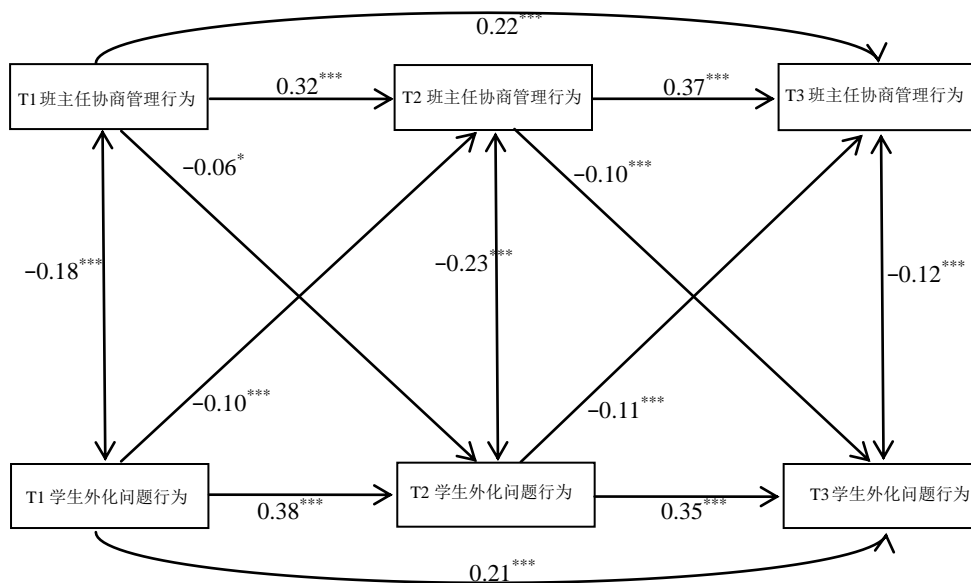 0.22***
0.32***
0.37***
T1班主任协商管理行为
T2 班主任协商管理行为
T3 班主任协商管理行为
-0.06*
-0.10***
-0.18***
-0.23***
-0.12***
-0.10***
-0.11***
T1 学生外化问题行为
T2 学生外化问题行为
T3学生外化问题行为
0.38***
0.35***
0.21***